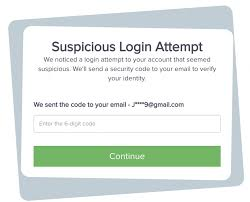 Suspicious Login Attempt
We noticed a login attempt to your account that seemed
suspicious. We'll send a security code to your email to verify
your identity.
We sent the code to your email - J****9@gmail.com
Enter the 6-digit code
Continue